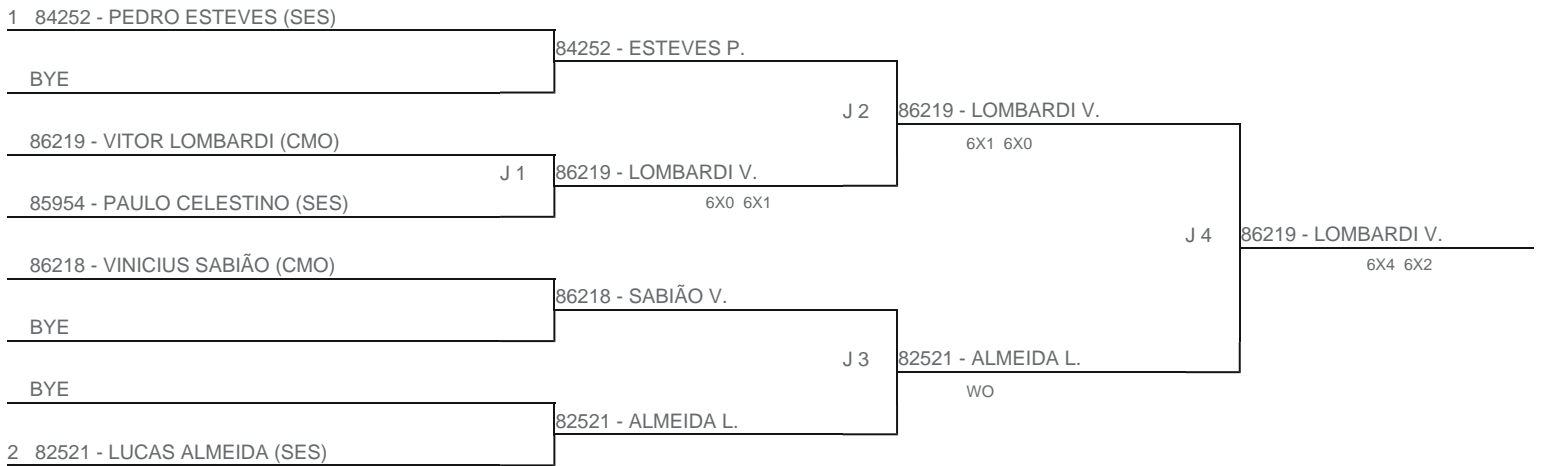 1 84252 - PEDRO ESTEVES (SES)
84252 - ESTEVES P.
BYE
J 2
86219 - LOMBARDI V.
86219 - VITOR LOMBARDI (CMO)
6X1 6X0
J 1
86219 - LOMBARDI V.
85954 - PAULO CELESTINO (SES)
6X0 6X1
J 4
86219 - LOMBARDI V.
86218 - VINICIUS SABIÃO (CMO)
6X4 6X2
86218 - SABIÃO V.
BYE
J 3
82521 - ALMEIDA L.
BYE
WO
82521 - ALMEIDA L.
2 82521 - LUCAS ALMEIDA (SES)